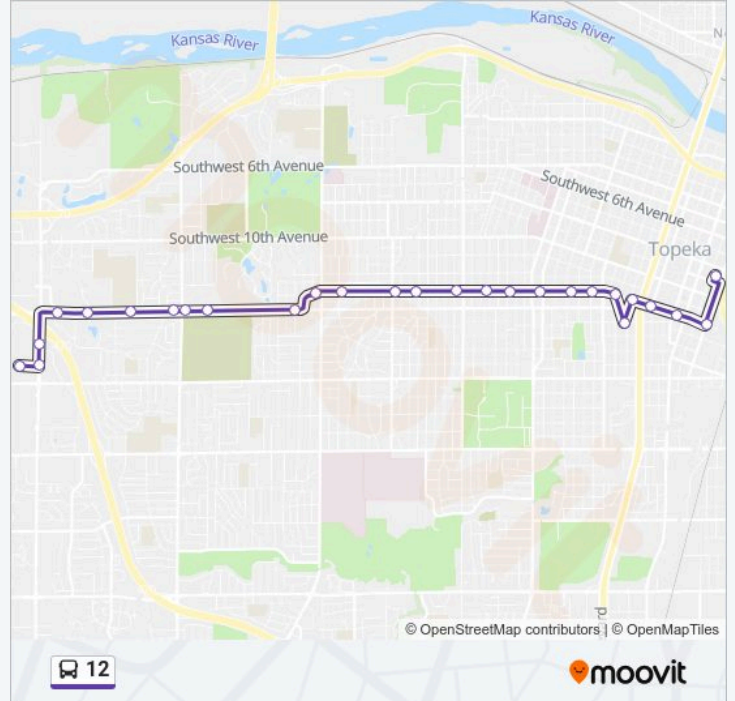 Kansas River
Kansas River
N
Southwest 6th Avenue
Southwest 6th Avenue
Southwest 10th Avenue
Topeka
© OpenStreetMap contributors | © OpenMapTiles
12
moovit